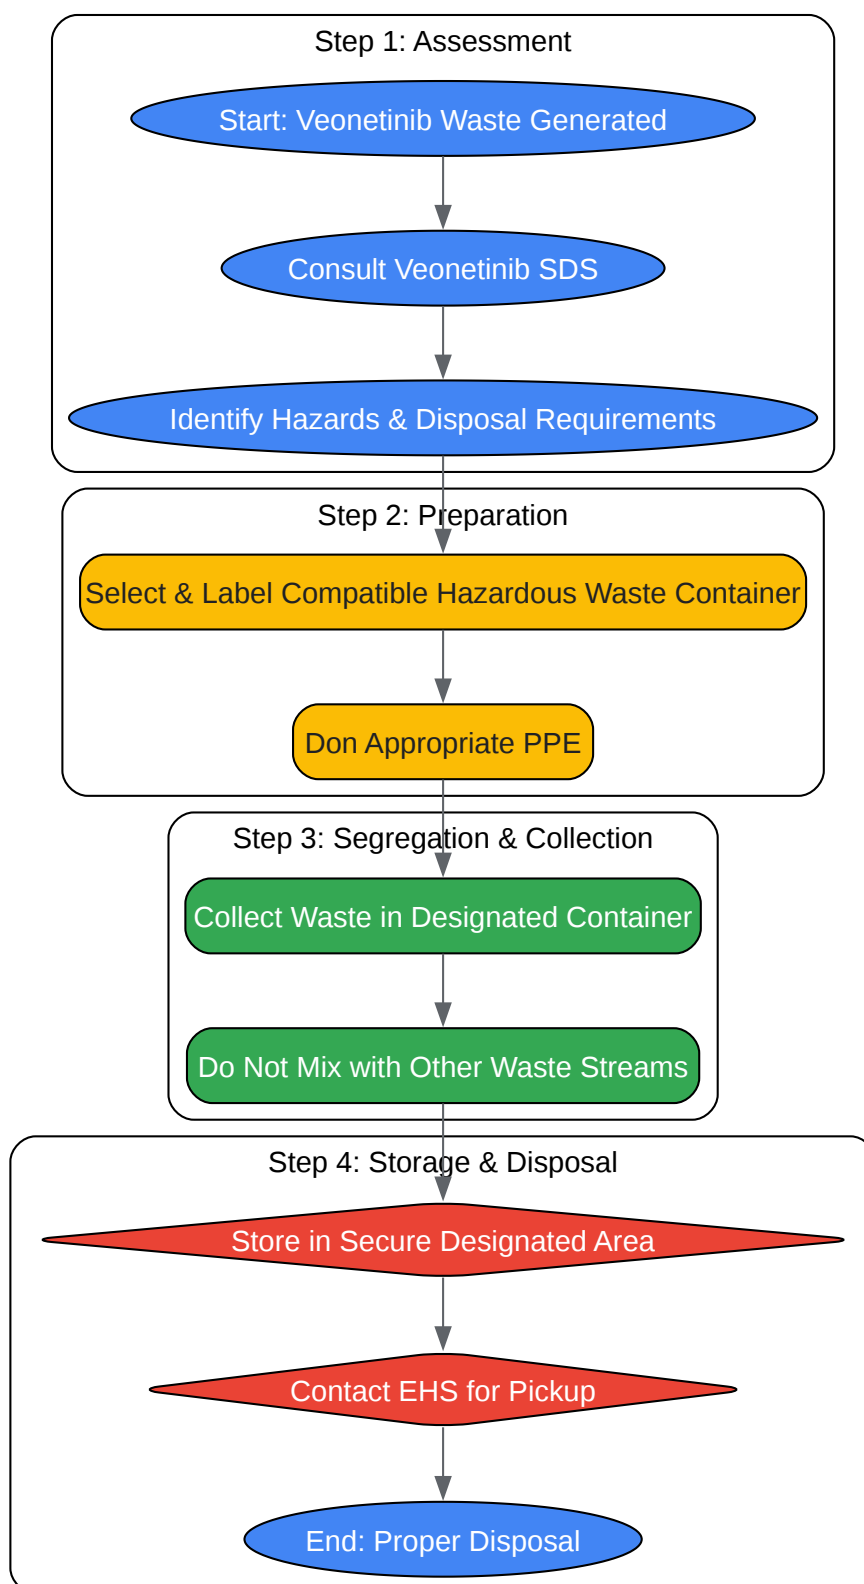 Step 1: Assessment
Start: Veonetinib Waste Generated
Consult Veonetinib SDS
Identify Hazards & Disposal Requirements
Step 2: Preparation
Select & Label Compatible Hazardous Waste Container
Don Appropriate PPE
Step 3: Segregation & Collection
Collect Waste in Designated Container
Do Not Mix with Other Waste Streams
Step 4: Storage & Disposal
Store in Secure Designated Area
Contact EHS for Pickup
End: Proper Disposal